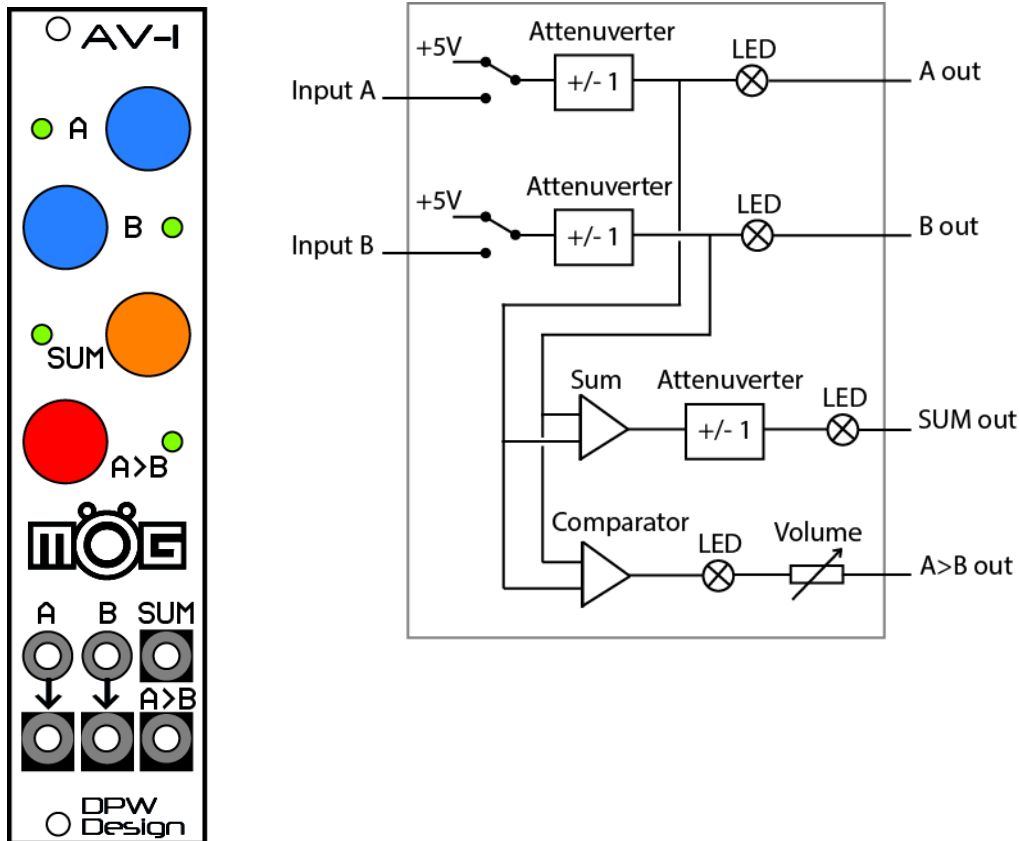 AV-1
A
B
SUM
A>B
MÖG
A B SUM
A>B
DPW
Design
Attenuverter
LED
+5V
+/- 1
A out
Input A
Attenuverter
LED
+5V
+/- 1
B out
Input B
Sum
Attenuverter
LED
+/- 1
SUM out
Comparator
LED
Volume
A>B out